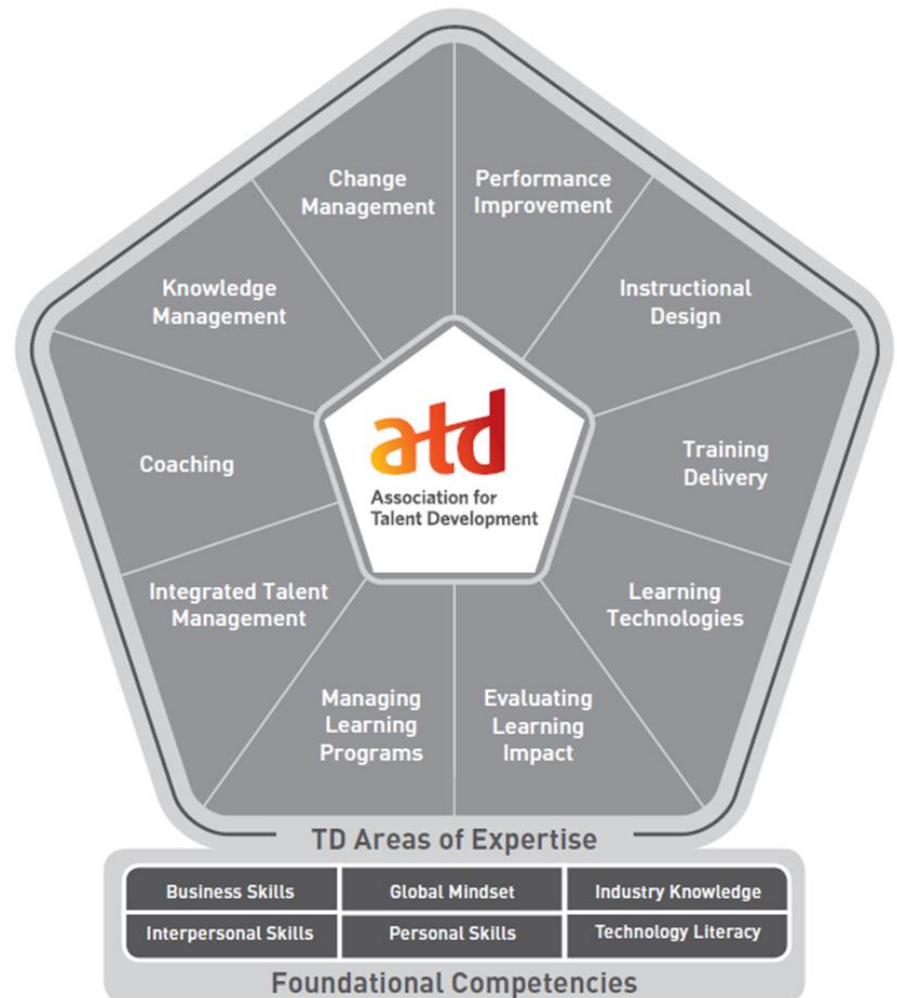 Change
Management
Performance
Improvement
Knowledge
Management
Instructional
Design
Coaching
atd
Association for
Talent Development
Training
Delivery
Integrated Talent
Management
Learning
Technologies
Managing
Learning
Programs
Evaluating
Learning
Impact
TD Areas of Expertise
Business Skills
Global Mindset
Industry Knowledge
Interpersonal Skills
Personal Skills
Technology Literacy
Foundational Competencies